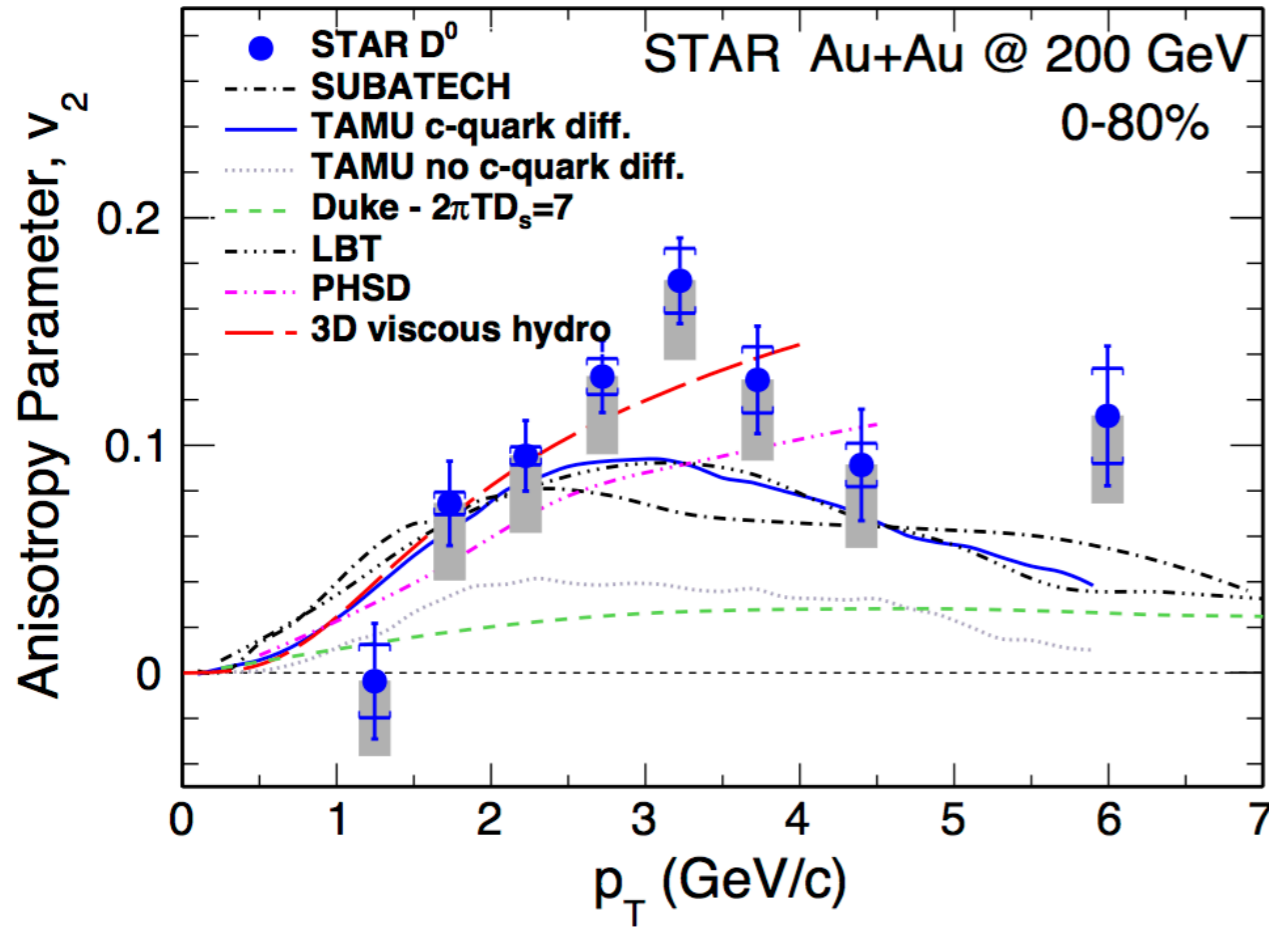 STAR D⁰
SUBATECH
TAMU c-quark diff.
TAMU no c-quark diff.
Duke - 2πTDₛ=7
LBT
PHSD
3D viscous hydro
STAR Au+Au @ 200 GeV
0-80%
Anisotropy Parameter, v₂
0.2
0.1
0
0 1 2 3 4 5 6 7
p_T (GeV/c)